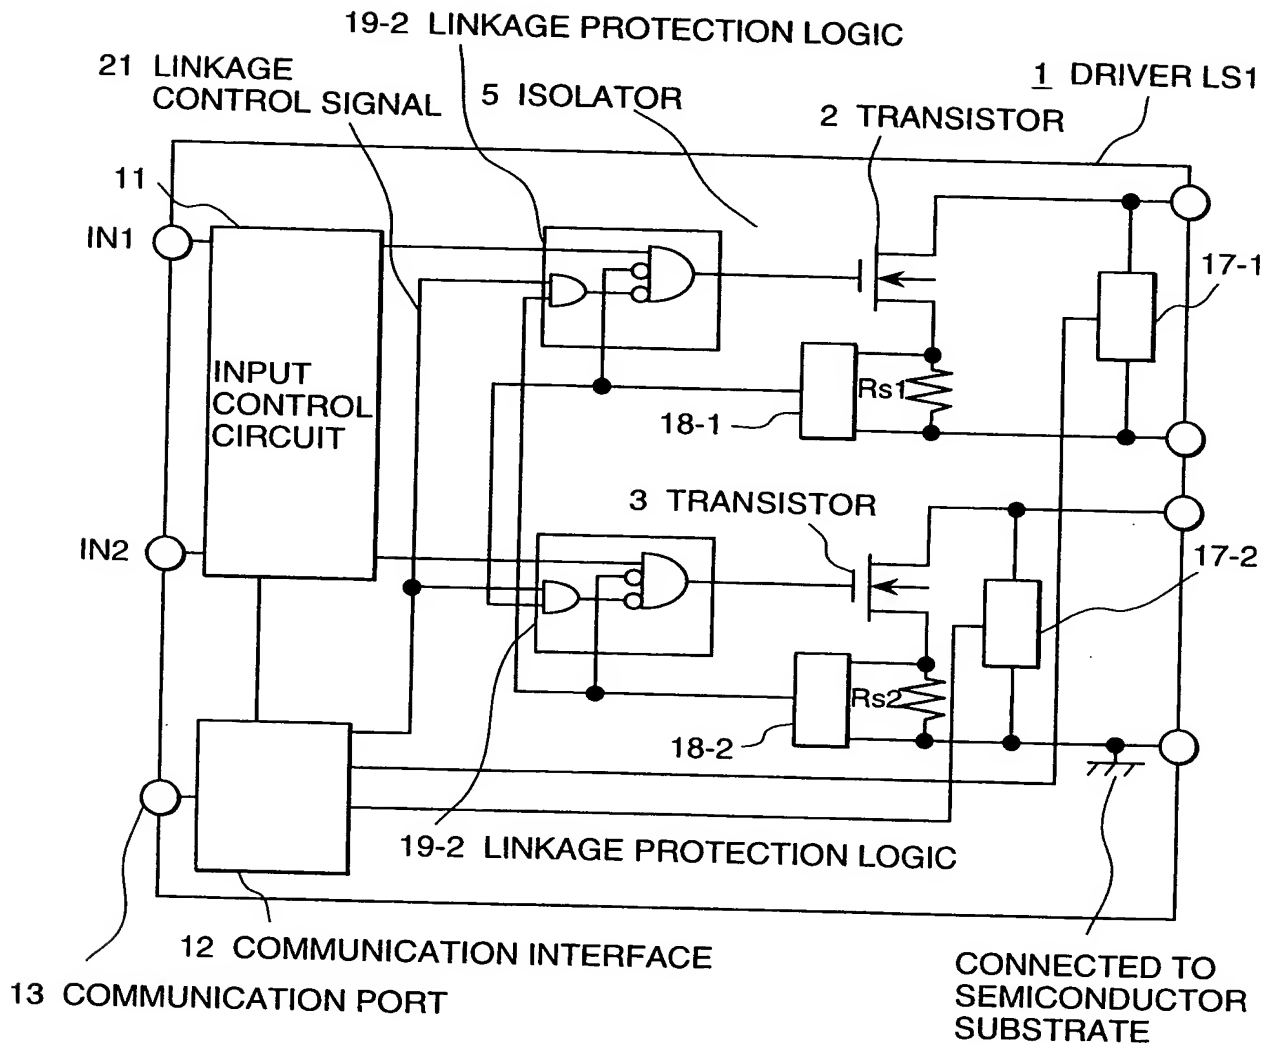 19-2 LINKAGE PROTECTION LOGIC
21 LINKAGE
CONTROL SIGNAL
5 ISOLATOR
1 DRIVER LS1
2 TRANSISTOR
11
IN1
17-1
INPUT
CONTROL
CIRCUIT
Rs1
18-1
3 TRANSISTOR
IN2
17-2
Rs2
18-2
19-2 LINKAGE PROTECTION LOGIC
12 COMMUNICATION INTERFACE
13 COMMUNICATION PORT
CONNECTED TO
SEMICONDUCTOR
SUBSTRATE